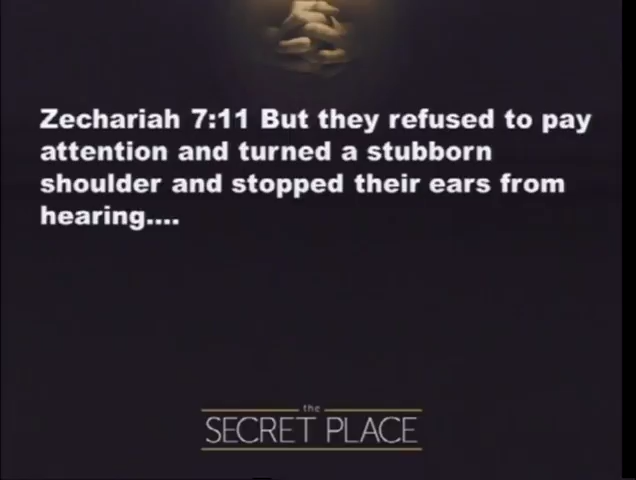 Zechariah 7:11 But they refused to pay
attention and turned a stubborn
shoulder and stopped their ears from
hearing....
the
SECRET PLACE